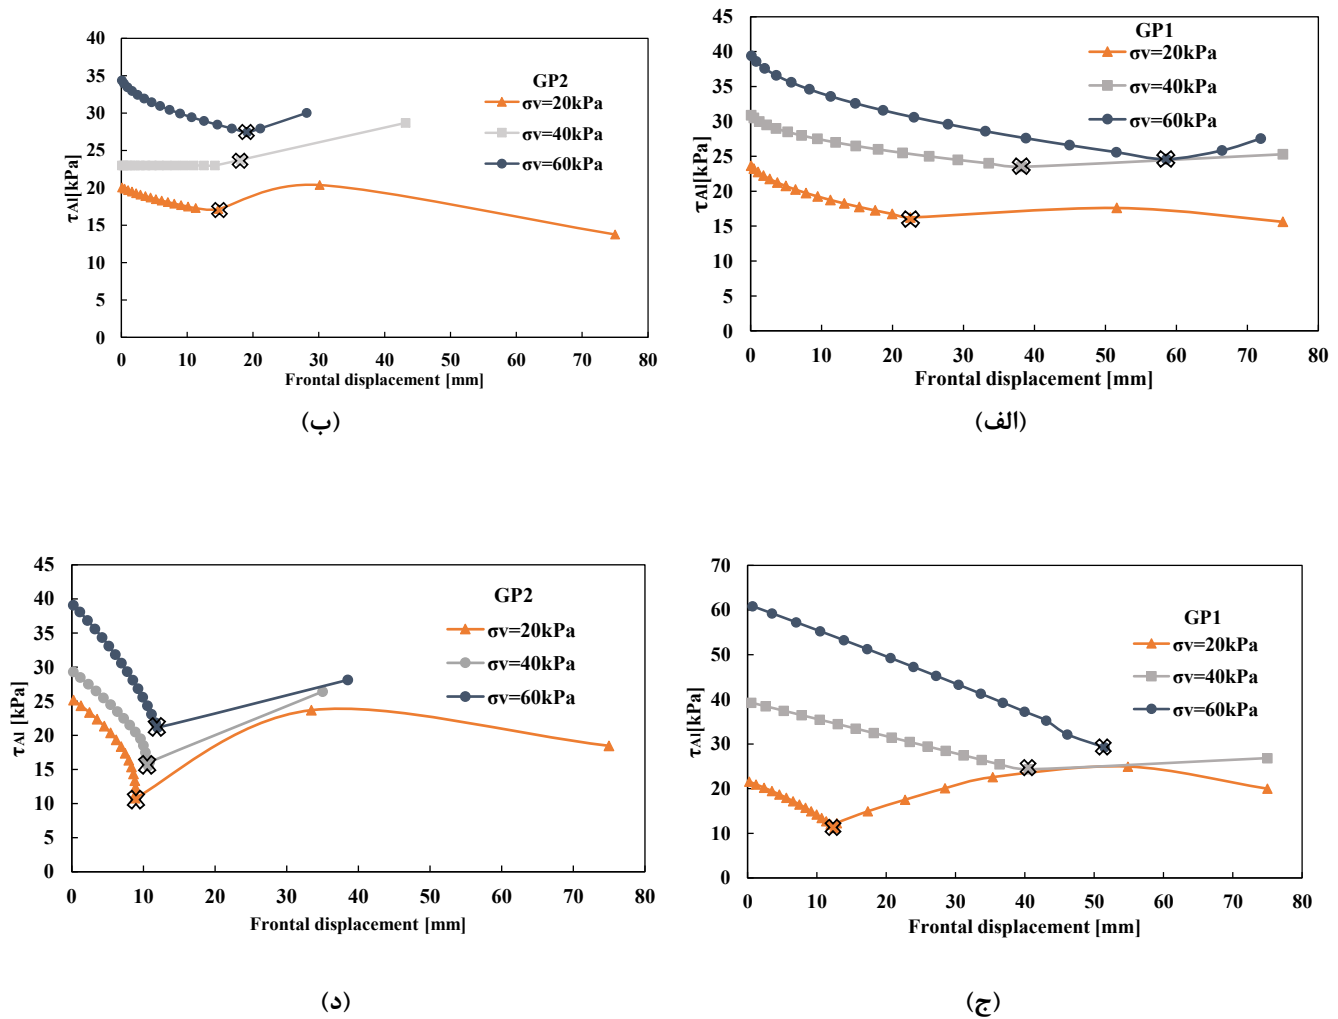 GP2
σv=20kPa
σv=40kPa
σv=60kPa
τAl[kPa]
40
35
30
25
20
15
10
5
0
0 10 20 30 40 50 60 70 80
Frontal displacement [mm]
(ب)
GP1
σv=20kPa
σv=40kPa
σv=60kPa
τAl[kPa]
45
40
35
30
25
20
15
10
5
0
0 10 20 30 40 50 60 70 80
Frontal displacement [mm]
(الف)
GP2
σv=20kPa
σv=40kPa
σv=60kPa
τAl [kPa]
45
40
35
30
25
20
15
10
5
0
0 10 20 30 40 50 60 70 80
Frontal displacement [mm]
(د)
GP1
σv=20kPa
σv=40kPa
σv=60kPa
τAl[kPa]
70
60
50
40
30
20
10
0
0 10 20 30 40 50 60 70 80
Frontal displacement [mm]
(ج)